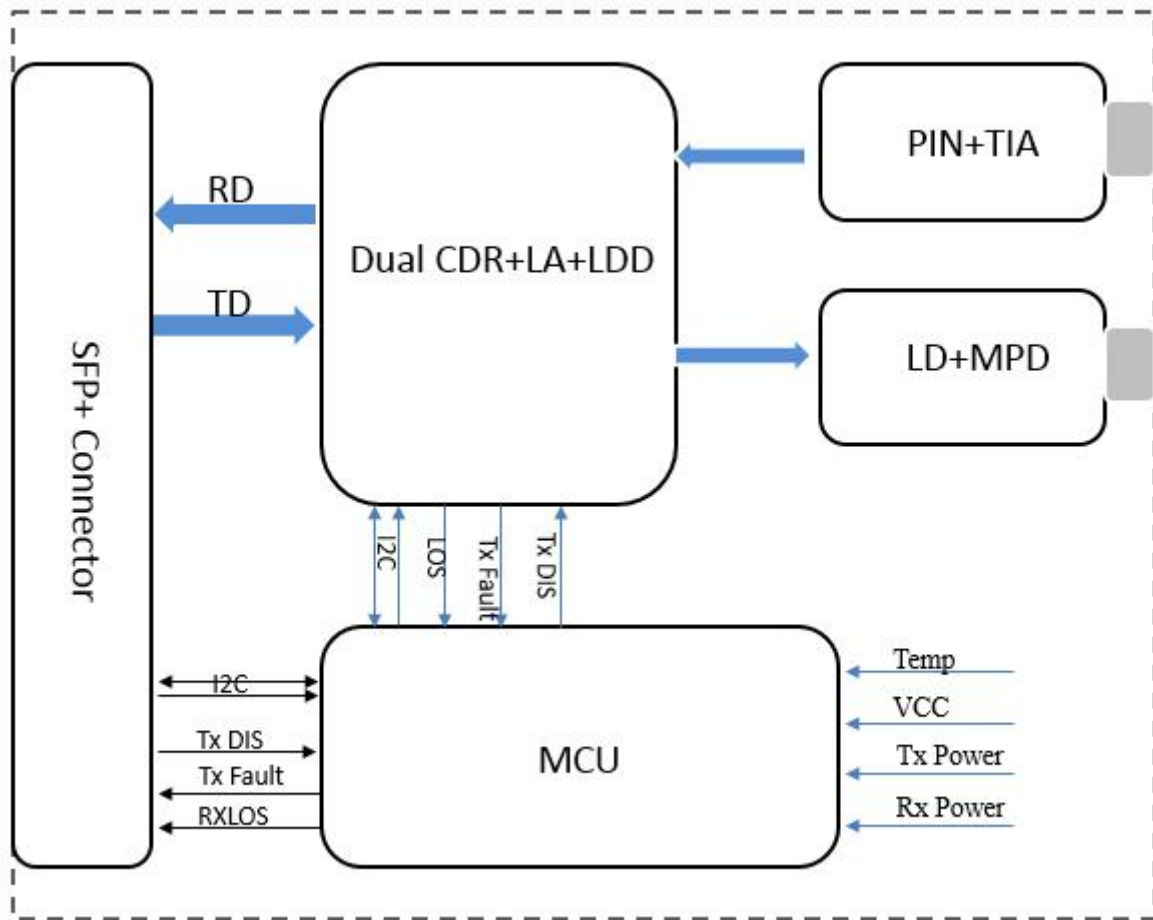 PIN+TIA
RD
Dual CDR+LA+LDD
TD
LD+MPD
SFP+ Connector
I2C
LOS
Tx Fault
Tx DIS
Temp
I2C
VCC
Tx DIS
MCU
Tx Power
Tx Fault
Rx Power
RXLOS